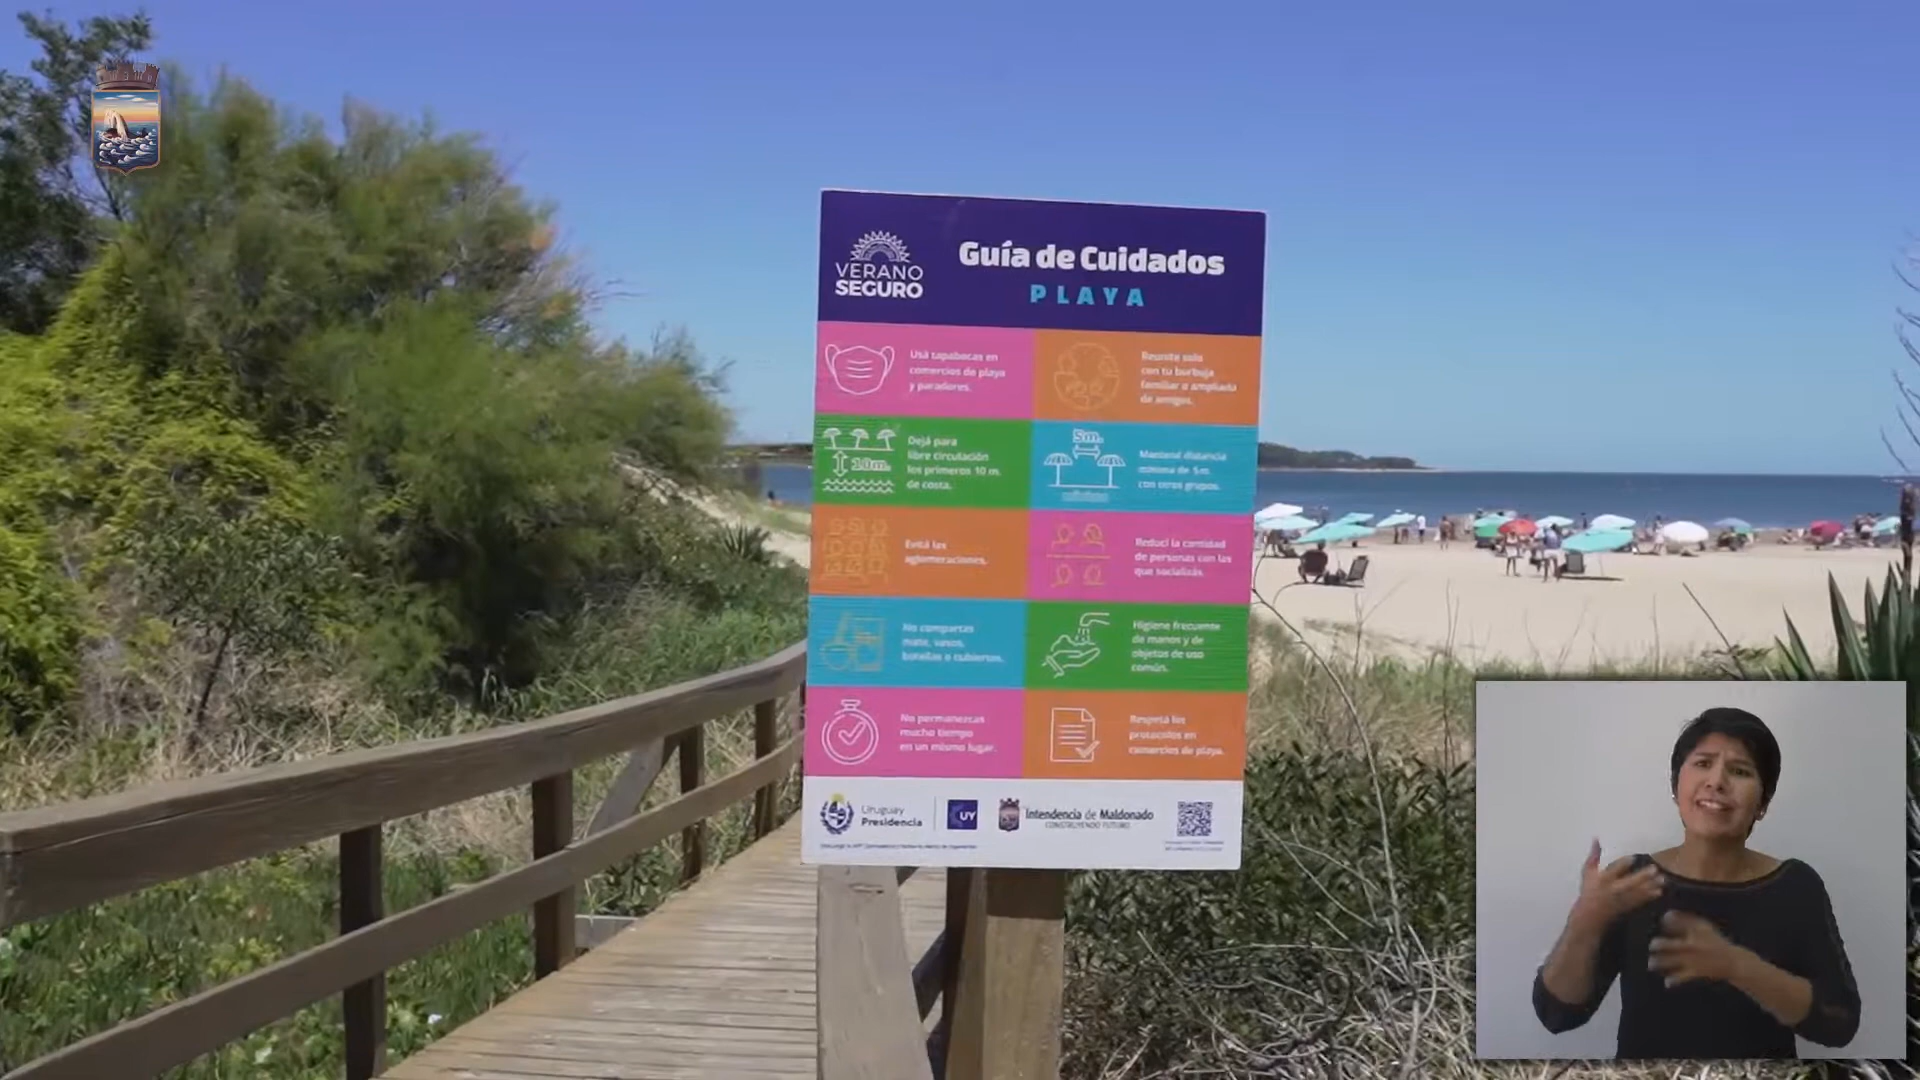 VERANO
SEGURO
Guía de Cuidados
PLAYA
Usá tapabocas en
comercios de playa
y paradores.
Reunite solo
con tu burbuja
familiar o ampliada
de amigos.
10m.
Dejá para
libre circulación
los primeros 10 m.
de costa.
5m.
Mantené distancia
mínima de 5m.
con otros grupos.
Evitá las
aglomeraciones.
Reducí la cantidad
de personas con las
que socializás.
No compartas
mate, vasos,
botellas o cubiertos.
Higiene frecuente
de manos y de
objetos de uso
común.
No permanezcas
mucho tiempo
en un mismo lugar.
Respetá los
protocolos en
comercios de playa.
Uruguay
Presidencia
UY
Intendencia de Maldonado
CONSTRUYENDO FUTURO